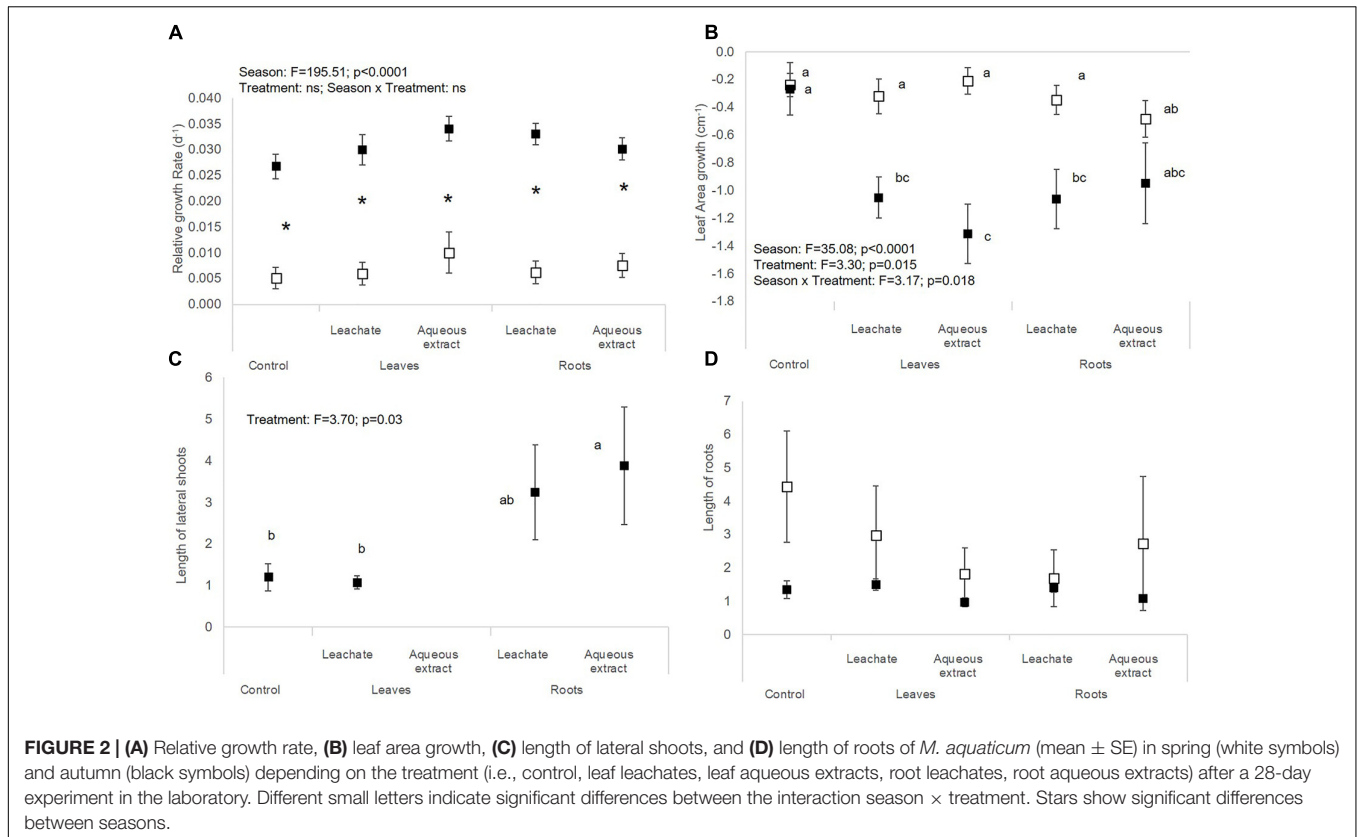 A
Season: F=195.51; p<0.0001
Treatment: ns; Season x Treatment: ns
Relative growth Rate (d⁻¹)
0.040
0.035
0.030
0.025
0.020
0.015
0.010
0.005
0.000
* * * * *
Leachate Aqueous extract Leachate Aqueous extract
Control Leaves Roots
B
Leaf Area growth (cm⁻¹)
0.0
-0.2
-0.4
-0.6
-0.8
-1.0
-1.2
-1.4
-1.6
-1.8
a a a a ab
a bc c bc abc
Season: F=35.08; p<0.0001
Treatment: F=3.30; p=0.015
Season x Treatment: F=3.17; p=0.018
Leachate Aqueous extract Leachate Aqueous extract
Control Leaves Roots
C
Treatment: F=3.70; p=0.03
Length of lateral shoots
6
5
4
3
2
1
0
b b ab a
Leachate Aqueous extract Leachate Aqueous extract
Control Leaves Roots
D
Length of roots
7
6
5
4
3
2
1
0
Leachate Aqueous extract Leachate Aqueous extract
Control Leaves Roots
FIGURE 2 | (A) Relative growth rate, (B) leaf area growth, (C) length of lateral shoots, and (D) length of roots of M. aquaticum (mean ± SE) in spring (white symbols)
and autumn (black symbols) depending on the treatment (i.e., control, leaf leachates, leaf aqueous extracts, root leachates, root aqueous extracts) after a 28-day
experiment in the laboratory. Different small letters indicate significant differences between the interaction season × treatment. Stars show significant differences
between seasons.